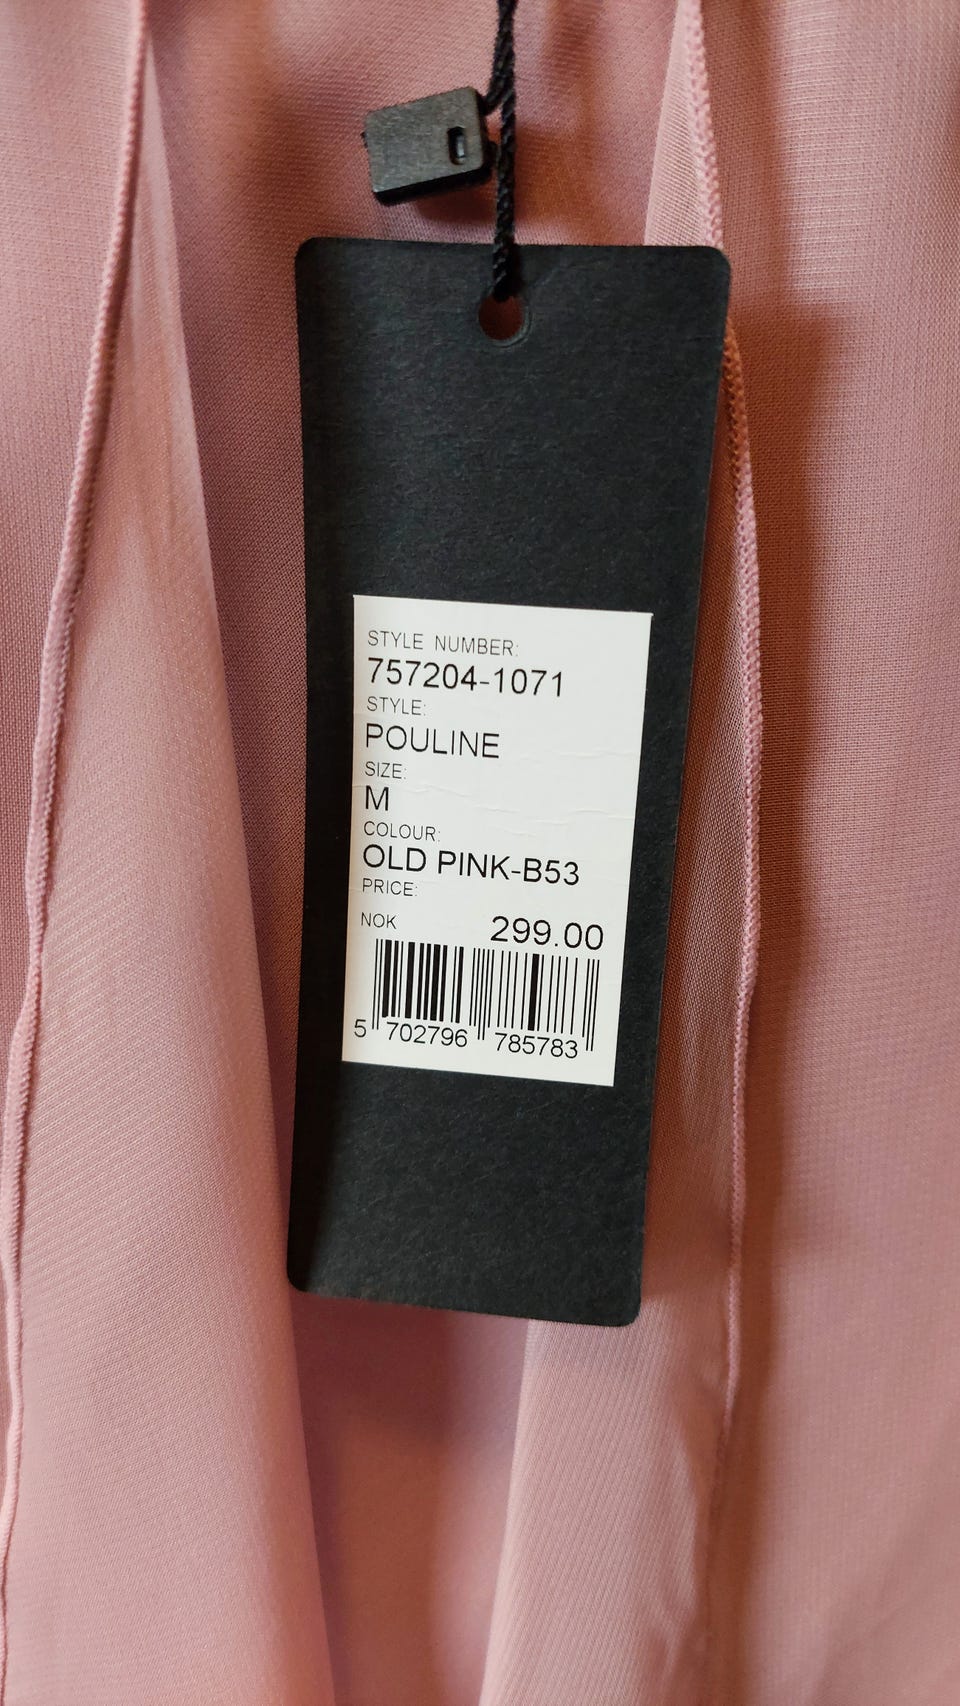 STYLE NUMBER:
757204-1071
STYLE:
POULINE
SIZE:
M
COLOUR:
OLD PINK-B53
PRICE:
NOK 299.00
5 702796 785783